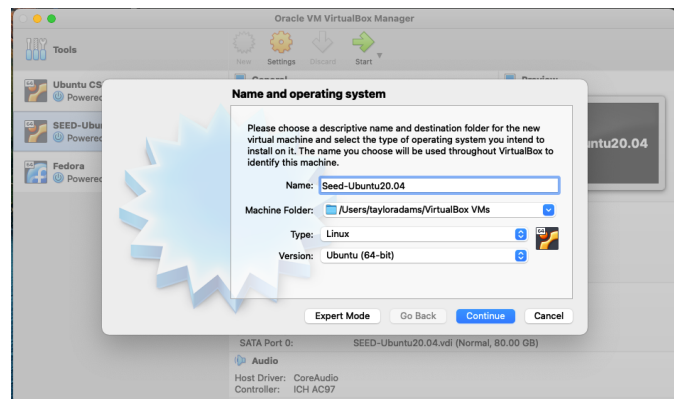 Oracle VM VirtualBox Manager
Tools
New Settings Discard Start
General Preview
Ubuntu CS
Powered
SEED-Ubu
Powered
Fedora
Powered
64
64
ntu20.04
Name and operating system
Please choose a descriptive name and destination folder for the new
virtual machine and select the type of operating system you intend to
install on it. The name you choose will be used throughout VirtualBox to
identify this machine.
Name: Seed-Ubuntu20.04
Machine Folder: /Users/tayloradams/VirtualBox VMs
Type: Linux
64
Version: Ubuntu (64-bit)
Expert Mode Go Back Continue Cancel
SATA Port 0: SEED-Ubuntu20.04.vdi (Normal, 80.00 GB)
Audio
Host Driver: CoreAudio
Controller: ICH AC97